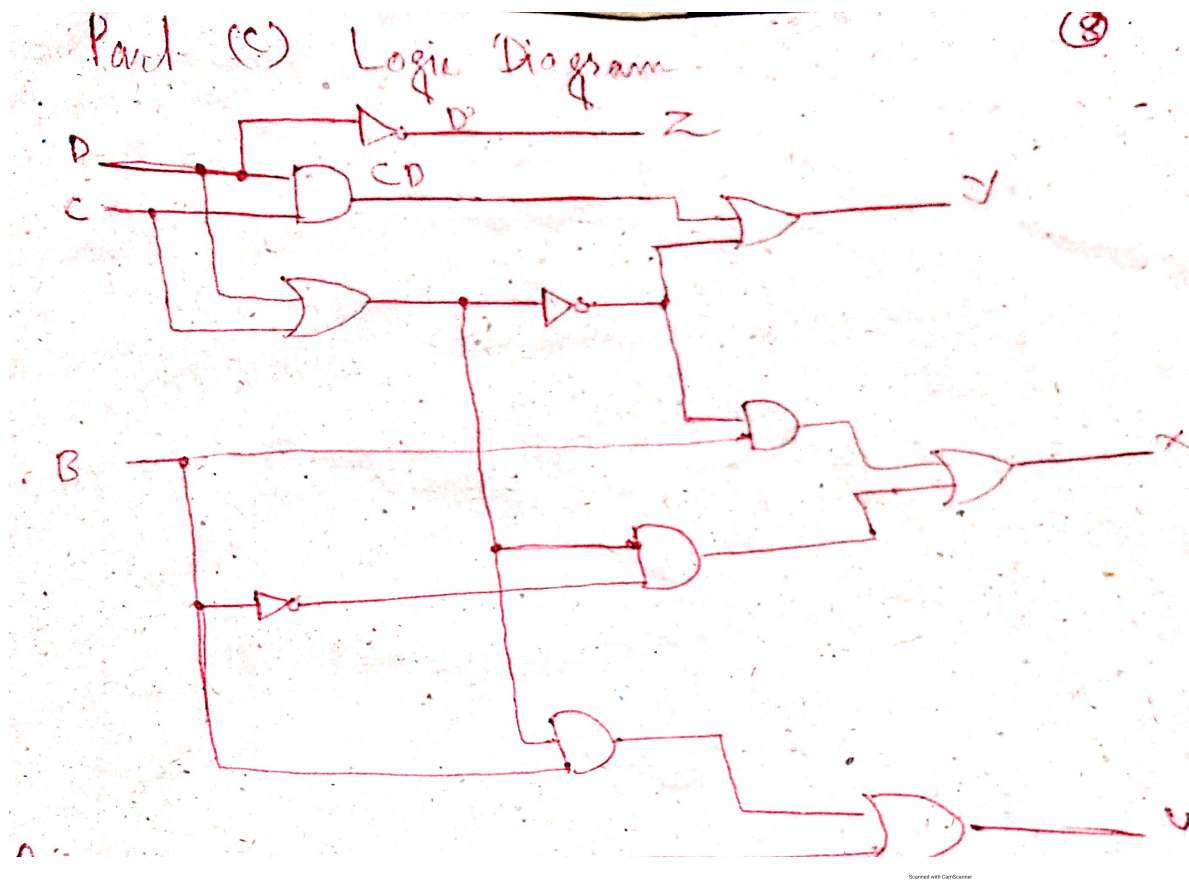 Part (C) Logic Diagram
(8)
D' Z
D
CD
C
Y
B
X
Scanned with CamScanner